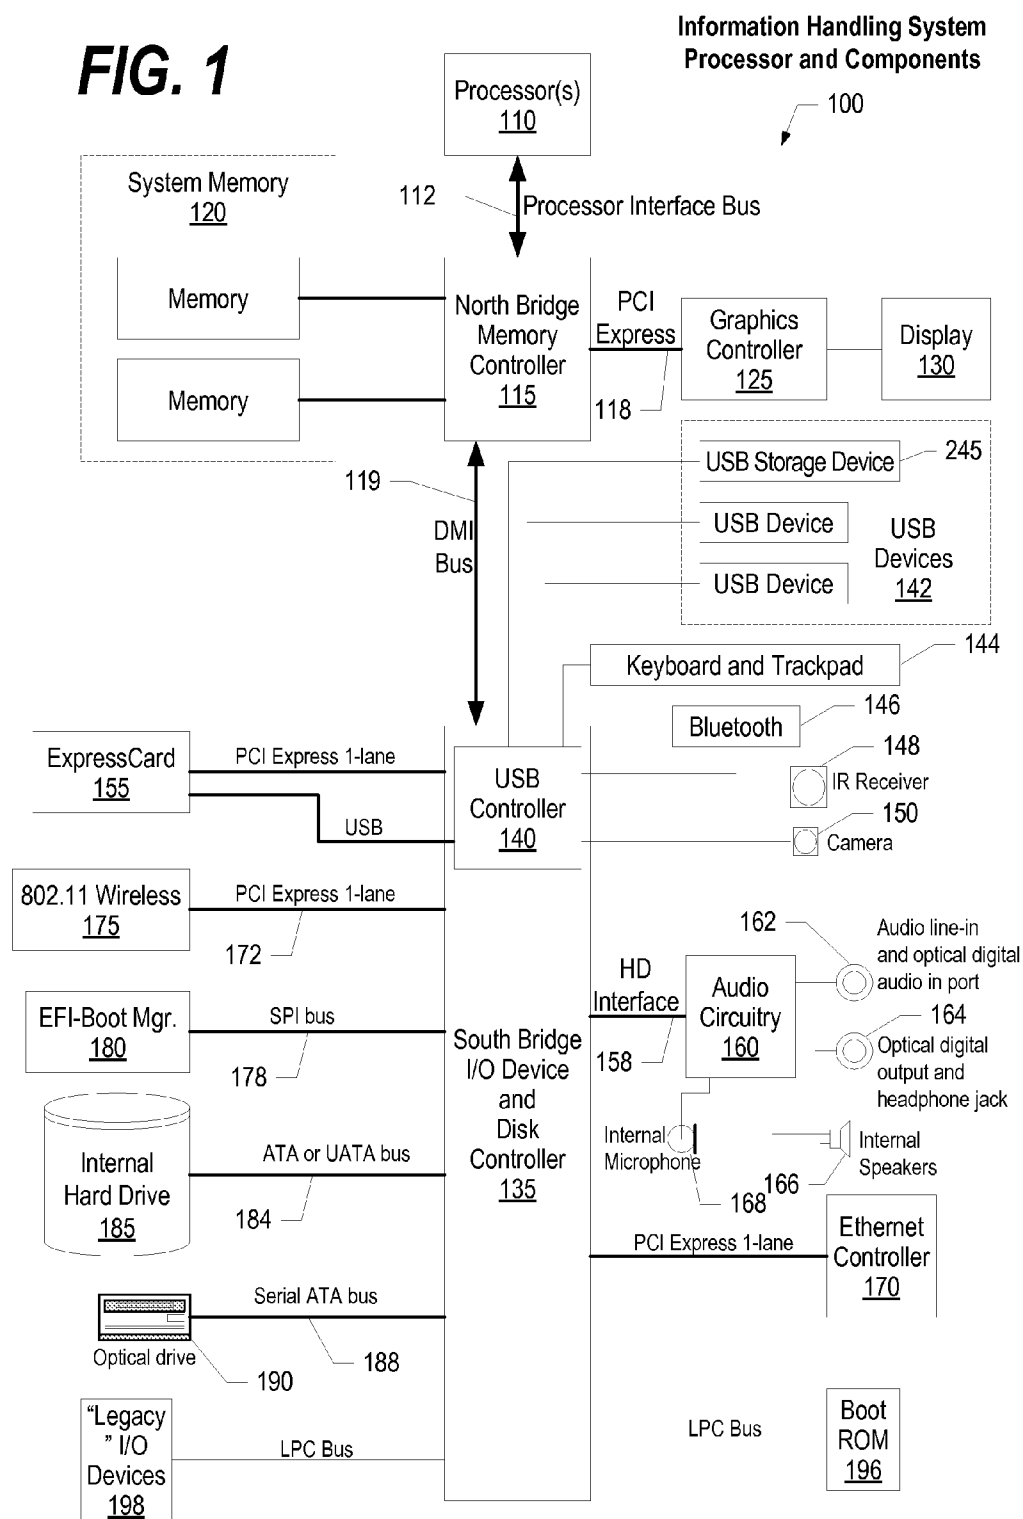 FIG. 1
Information Handling System
Processor and Components
100
Processor(s)
110
112
Processor Interface Bus
System Memory
120
Memory
Memory
North Bridge
Memory
Controller
115
PCI
Express
118
Graphics
Controller
125
Display
130
119
DMI
Bus
USB Storage Device
245
USB Device
USB Device
USB
Devices
142
Keyboard and Trackpad
144
Bluetooth
146
148
IR Receiver
150
Camera
ExpressCard
155
PCI Express 1-lane
USB
USB
Controller
140
802.11 Wireless
175
PCI Express 1-lane
172
162
Audio line-in
and optical digital
audio in port
HD
Interface
158
Audio
Circuitry
160
164
Optical digital
output and
headphone jack
EFI-Boot Mgr.
180
SPI bus
178
South Bridge
I/O Device
and
Disk
Controller
135
Internal
Microphone
168
166
Internal
Speakers
Internal
Hard Drive
185
ATA or UATA bus
184
PCI Express 1-lane
Ethernet
Controller
170
Serial ATA bus
188
Optical drive
190
“Legacy
” I/O
Devices
198
LPC Bus
LPC Bus
Boot
ROM
196